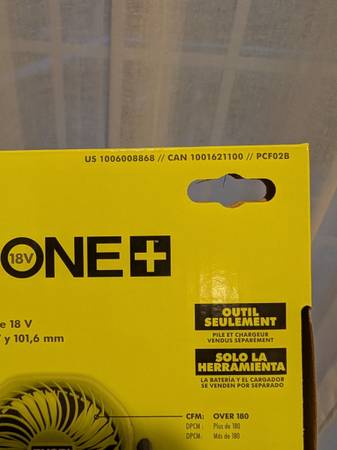 US 1006008868 // CAN 1001621100 // PCF02B
18V ONE+
e 18 V
y 101,6 mm
OUTIL
SEULEMENT
PILE ET CHARGEUR
VENDUS SÉPARÉMENT
SOLO LA
HERRAMIENTA
LA BATERÍA Y EL CARGADOR
SE VENDEN POR SEPARADO
CFM: OVER 180
DPCM: Plus de 180
DPCM: Más de 180